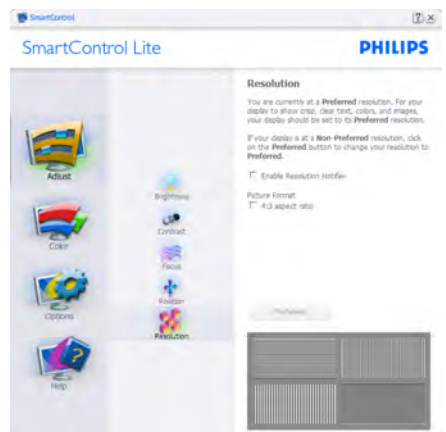 SmartControl
SmartControl Lite
PHILIPS
Adjust
Color
Options
Help
Brightness
Contrast
Focus
Position
Resolution
Resolution
You are currently at a Preferred resolution. For your
display to show crisp, clear text, colors, and images,
your display should be set to its Preferred resolution.
If your display is at a Non-Preferred resolution, click
on the Preferred button to change your resolution to
Preferred.
Enable Resolution Notifier
Picture Format
4:3 aspect ratio
Preferred